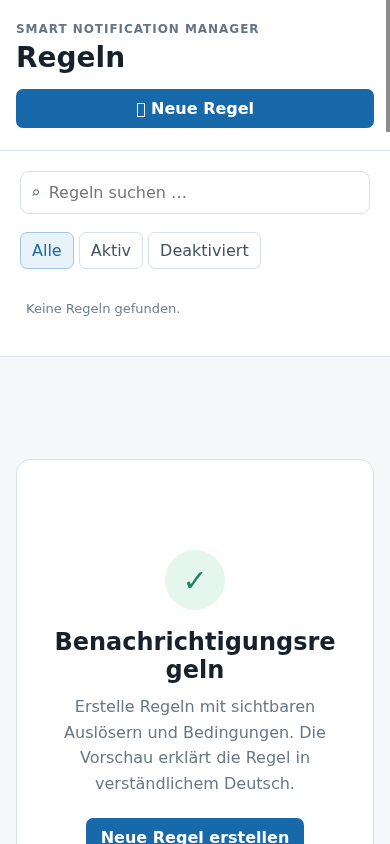 SMART NOTIFICATION MANAGER
Regeln
Neue Regel
Regeln suchen …
Alle Aktiv Deaktiviert
Keine Regeln gefunden.
✓
Benachrichtigungsre
geln
Erstelle Regeln mit sichtbaren
Auslösern und Bedingungen. Die
Vorschau erklärt die Regel in
verständlichem Deutsch.
Neue Regel erstellen